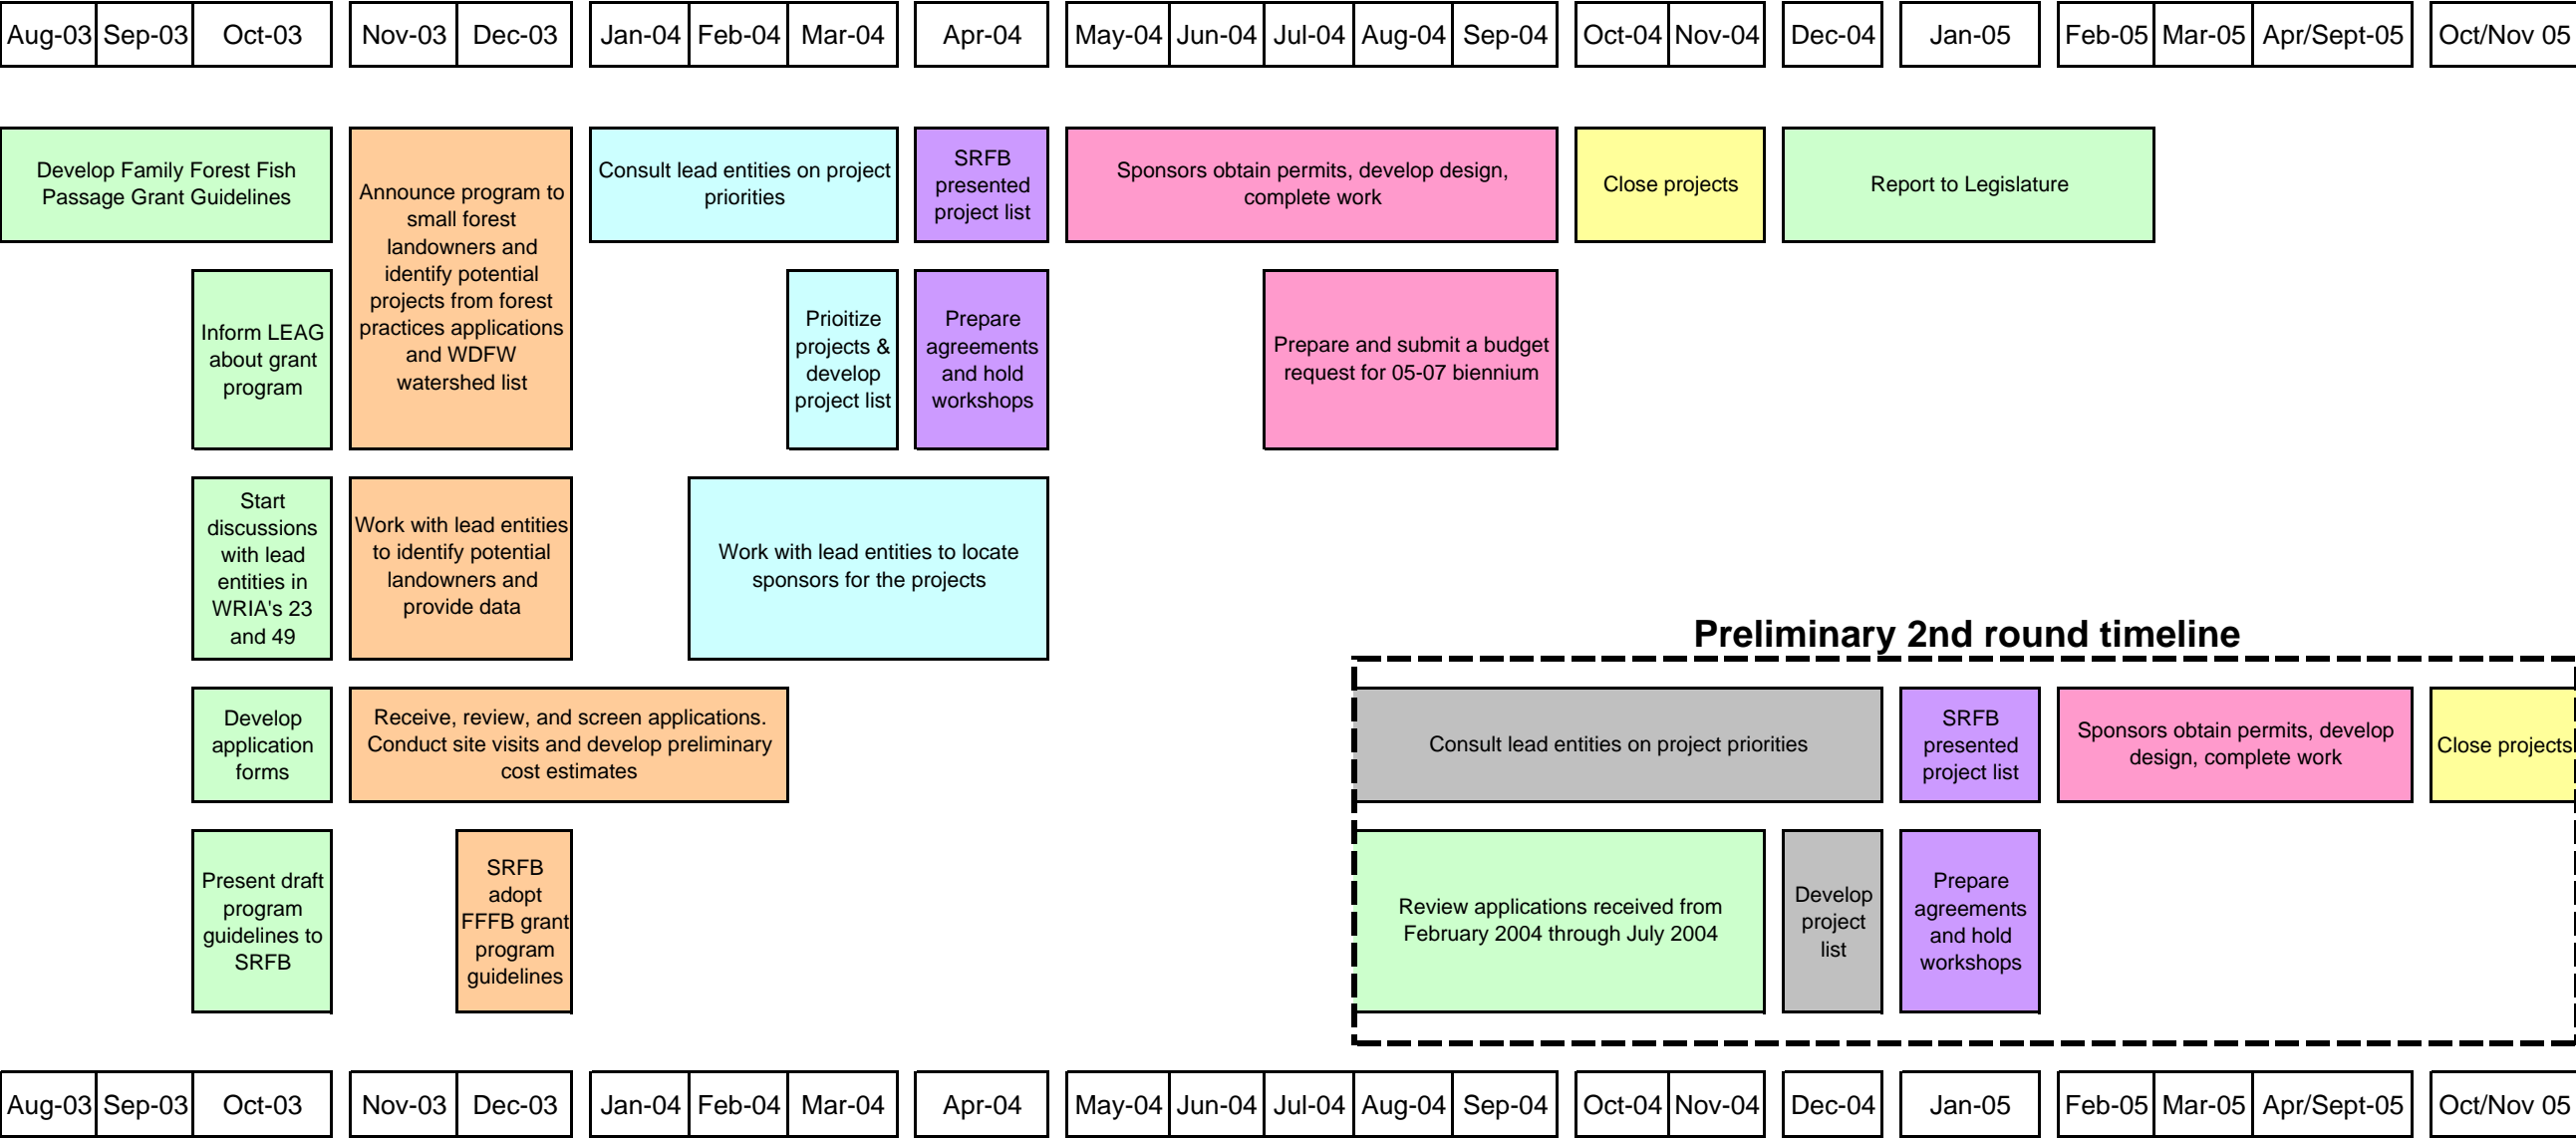 Aug-03 Sep-03 Oct-03 Nov-03 Dec-03 Jan-04 Feb-04 Mar-04 Apr-04 May-04 Jun-04 Jul-04 Aug-04 Sep-04 Oct-04 Nov-04 Dec-04 Jan-05 Feb-05 Mar-05 Apr/Sept-05 Oct/Nov 05
Develop Family Forest Fish
Passage Grant Guidelines
Announce program to
small forest
landowners and
identify potential
projects from forest
practices applications
and WDFW
watershed list
Consult lead entities on project
priorities
SRFB
presented
project list
Sponsors obtain permits, develop design,
complete work
Close projects
Report to Legislature
Inform LEAG
about grant
program
Prioitize
projects &
develop
project list
Prepare
agreements
and hold
workshops
Prepare and submit a budget
request for 05-07 biennium
Start
discussions
with lead
entities in
WRIA's 23
and 49
Work with lead entities
to identify potential
landowners and
provide data
Work with lead entities to locate
sponsors for the projects
Preliminary 2nd round timeline
Develop
application
forms
Receive, review, and screen applications.
Conduct site visits and develop preliminary
cost estimates
Consult lead entities on project priorities
SRFB
presented
project list
Sponsors obtain permits, develop
design, complete work
Close projects
Present draft
program
guidelines to
SRFB
SRFB
adopt
FFFB grant
program
guidelines
Review applications received from
February 2004 through July 2004
Develop
project
list
Prepare
agreements
and hold
workshops
Aug-03 Sep-03 Oct-03 Nov-03 Dec-03 Jan-04 Feb-04 Mar-04 Apr-04 May-04 Jun-04 Jul-04 Aug-04 Sep-04 Oct-04 Nov-04 Dec-04 Jan-05 Feb-05 Mar-05 Apr/Sept-05 Oct/Nov 05